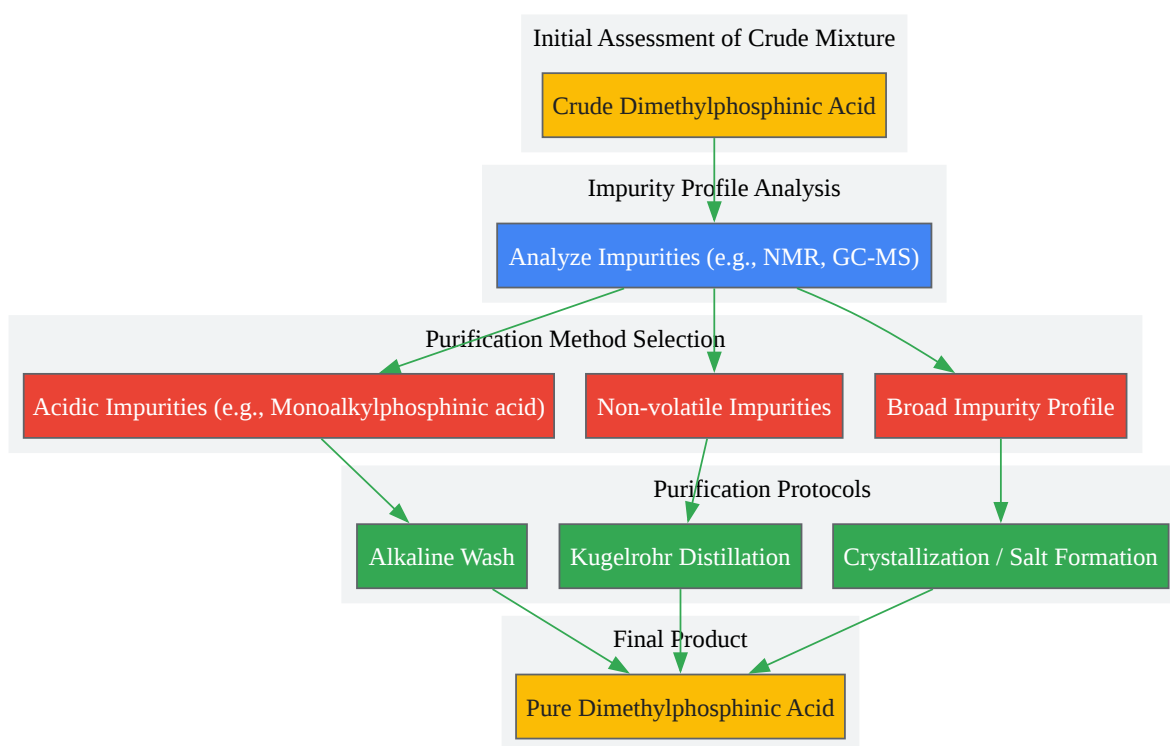 Initial Assessment of Crude Mixture
Crude Dimethylphosphinic Acid
Impurity Profile Analysis
Analyze Impurities (e.g., NMR, GC-MS)
Purification Method Selection
Acidic Impurities (e.g., Monoalkylphosphinic acid)
Non-volatile Impurities
Broad Impurity Profile
Purification Protocols
Alkaline Wash
Kugelrohr Distillation
Crystallization / Salt Formation
Final Product
Pure Dimethylphosphinic Acid